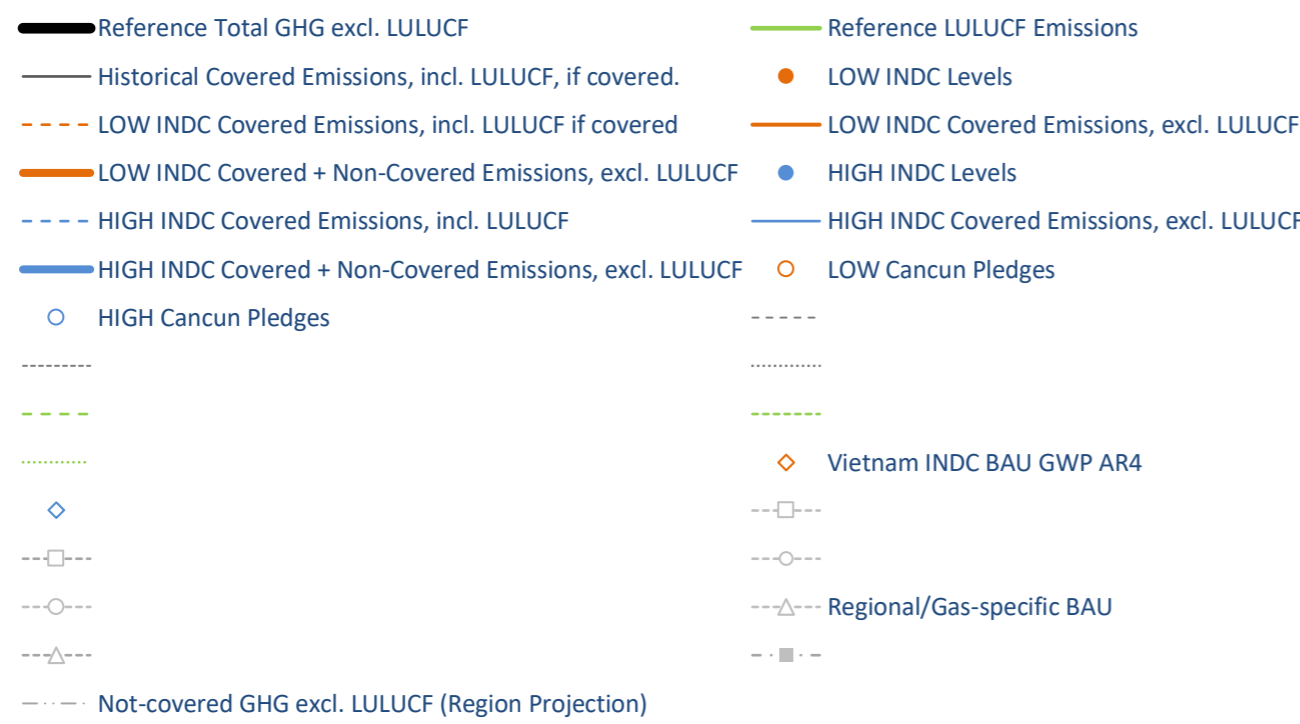 Reference Total GHG excl. LULUCF
Reference LULUCF Emissions
Historical Covered Emissions, incl. LULUCF, if covered.
LOW INDC Levels
LOW INDC Covered Emissions, incl. LULUCF if covered
LOW INDC Covered Emissions, excl. LULUCF
LOW INDC Covered + Non-Covered Emissions, excl. LULUCF
HIGH INDC Levels
HIGH INDC Covered Emissions, incl. LULUCF
HIGH INDC Covered Emissions, excl. LULUCF
HIGH INDC Covered + Non-Covered Emissions, excl. LULUCF
LOW Cancun Pledges
HIGH Cancun Pledges
Vietnam INDC BAU GWP AR4
Regional/Gas-specific BAU
Not-covered GHG excl. LULUCF (Region Projection)